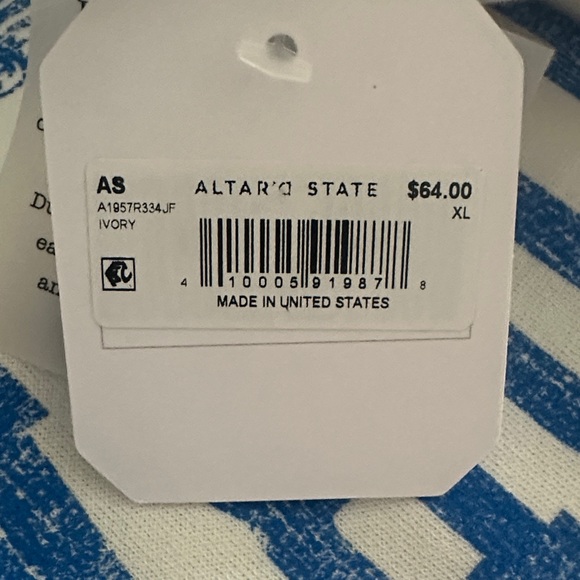 AS ALTAR'D STATE $64.00
A1957R334JF XL
IVORY
4 10005 91987 8
MADE IN UNITED STATES